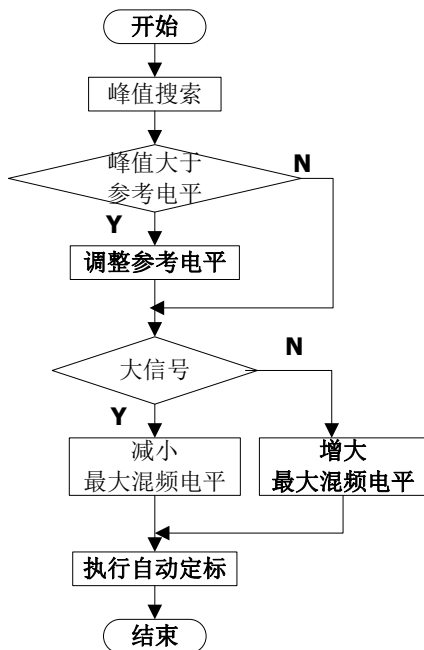 开始
峰值搜索
峰值大于
参考电平
N
Y
调整参考电平
大信号
N
Y
减小
最大混频电平
增大
最大混频电平
执行自动定标
结束